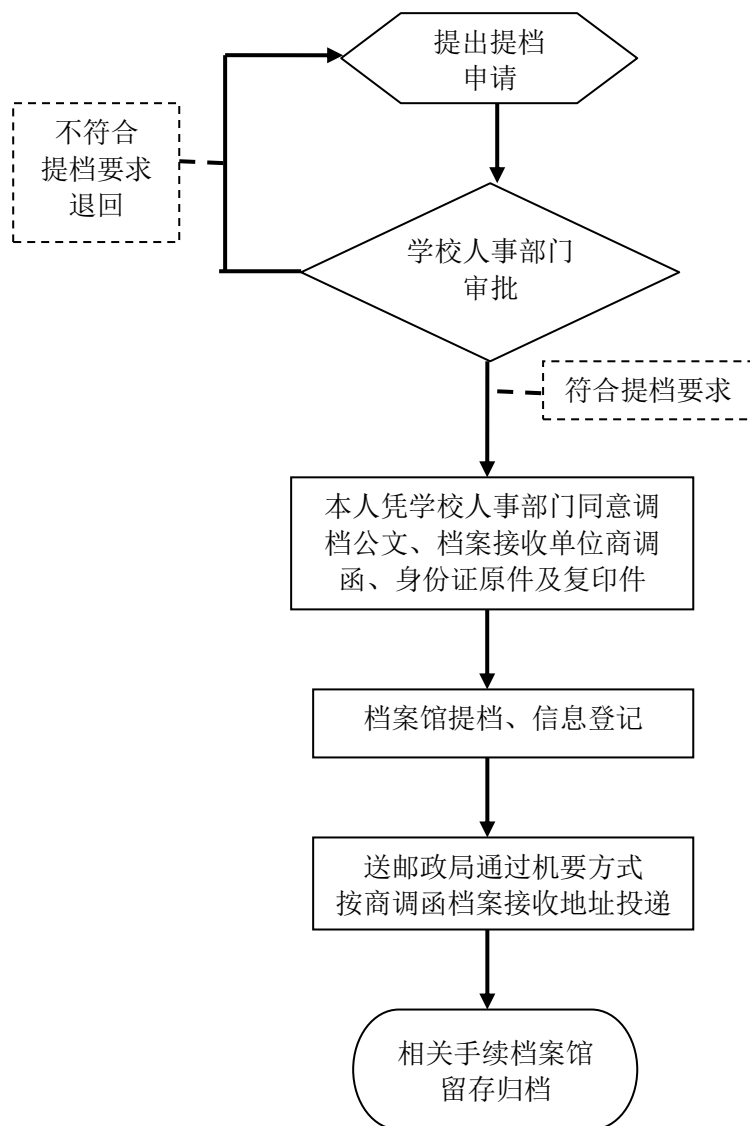 提出提档
申请
不符合
提档要求
退回
学校人事部门
审批
符合提档要求
本人凭学校人事部门同意调
档公文、档案接收单位商调
函、身份证原件及复印件
档案馆提档、信息登记
送邮政局通过机要方式
按商调函档案接收地址投递
相关手续档案馆
留存归档